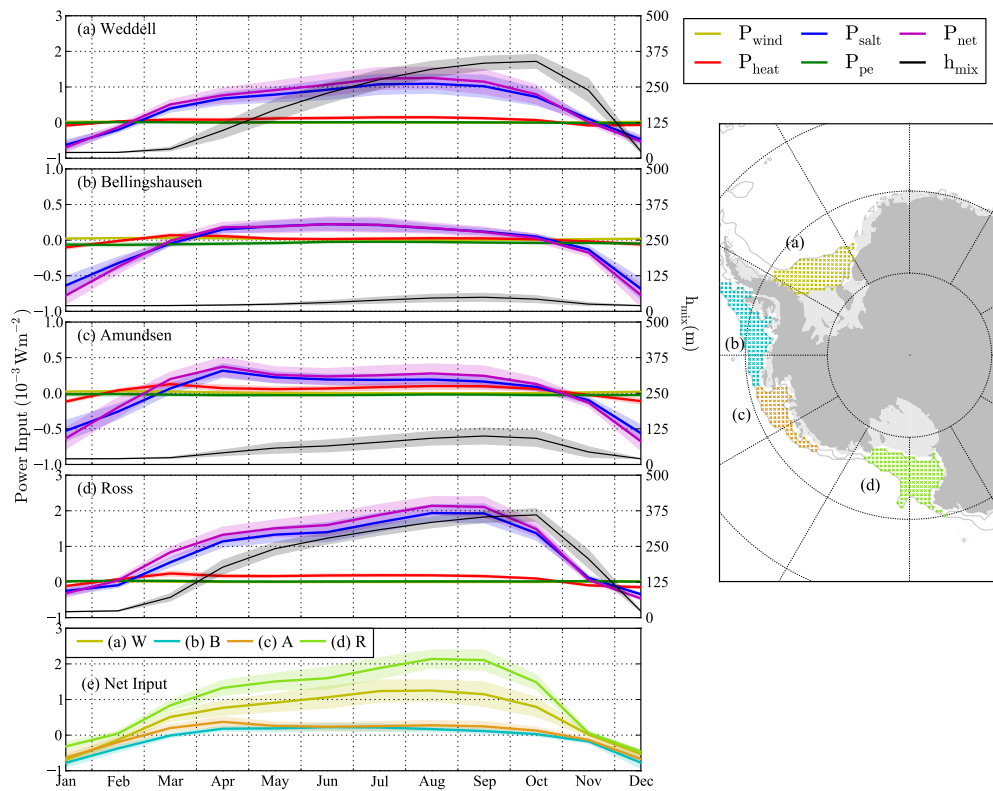 (a) Weddell
3
2
1
0
−1
500
375
250
125
0
P_wind
P_salt
P_net
P_heat
P_pe
h_mix
(b) Bellingshausen
1.0
0.5
0.0
−0.5
−1.0
500
375
250
125
0
(c) Amundsen
1.0
0.5
0.0
−0.5
−1.0
500
375
250
125
0
Power Input (10⁻³ Wm⁻²)
h_mix(m)
(d) Ross
3
2
1
0
−1
500
375
250
125
0
(a) W (b) B (c) A (d) R
(e) Net Input
3
2
1
0
−1
Jan Feb Mar Apr May Jun Jul Aug Sep Oct Nov Dec
(a)
(b)
(c)
(d)